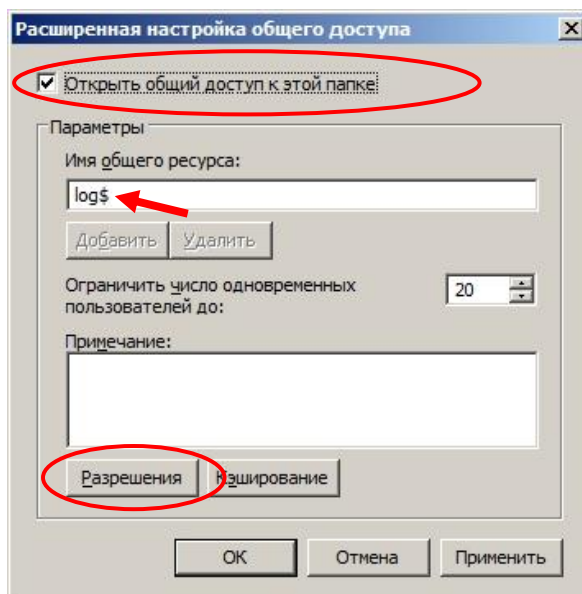 Расширенная настройка общего доступа
Открыть общий доступ к этой папке
Параметры
Имя общего ресурса:
log$
Добавить Удалить
Ограничить число одновременных
пользователей до:
20
Примечание:
Разрешения Кэширование
ОК Отмена Применить